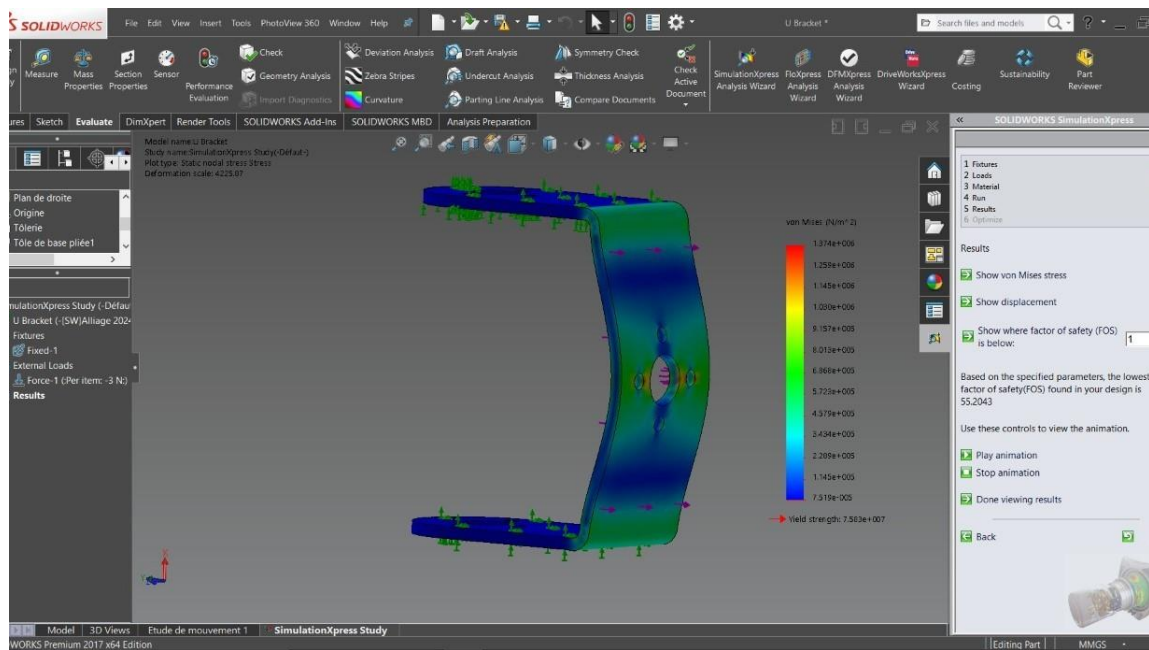 SOLIDWORKS
File Edit View Insert Tools PhotoView 360 Window Help
U Bracket *
Search files and models
Measure
Mass Properties
Section Properties
Sensor
Performance Evaluation
Check
Geometry Analysis
Import Diagnostics
Deviation Analysis
Zebra Stripes
Curvature
Draft Analysis
Undercut Analysis
Parting Line Analysis
Symmetry Check
Thickness Analysis
Compare Documents
Check Active Document
SimulationXpress Analysis Wizard
FloXpress Analysis Wizard
DFMXpress Analysis Wizard
DriveWorksXpress Wizard
Costing
Sustainability
Part Reviewer
ures Sketch Evaluate DimXpert Render Tools SOLIDWORKS Add-Ins SOLIDWORKS MBD Analysis Preparation
Model name:U Bracket
Study name:SimulationXpress Study(-Défaut-)
Plot type: Static nodal stress Stress
Deformation scale: 4225.07
Plan de droite
Origine
Tôlerie
Tôle de base pliée1
mulationXpress Study (-Défau
U Bracket (-[SW]Alliage 2024
Fixtures
Fixed-1
External Loads
Force-1 (:Per item: -3 N:)
Results
von Mises (N/m^2)
1.374e+006
1.259e+006
1.145e+006
1.030e+006
9.157e+005
8.013e+005
6.868e+005
5.723e+005
4.579e+005
3.434e+005
2.289e+005
1.145e+005
7.519e-005
Yield strength: 7.583e+007
SOLIDWORKS SimulationXpress
1 Fixtures
2 Loads
3 Material
4 Run
5 Results
6 Optimize
Results
Show von Mises stress
Show displacement
Show where factor of safety (FOS)
is below:
1
Based on the specified parameters, the lowest
factor of safety(FOS) found in your design is
55.2043
Use these controls to view the animation.
Play animation
Stop animation
Done viewing results
Back
Model 3D Views Etude de mouvement 1 SimulationXpress Study
WORKS Premium 2017 x64 Edition
Editing Part MMGS